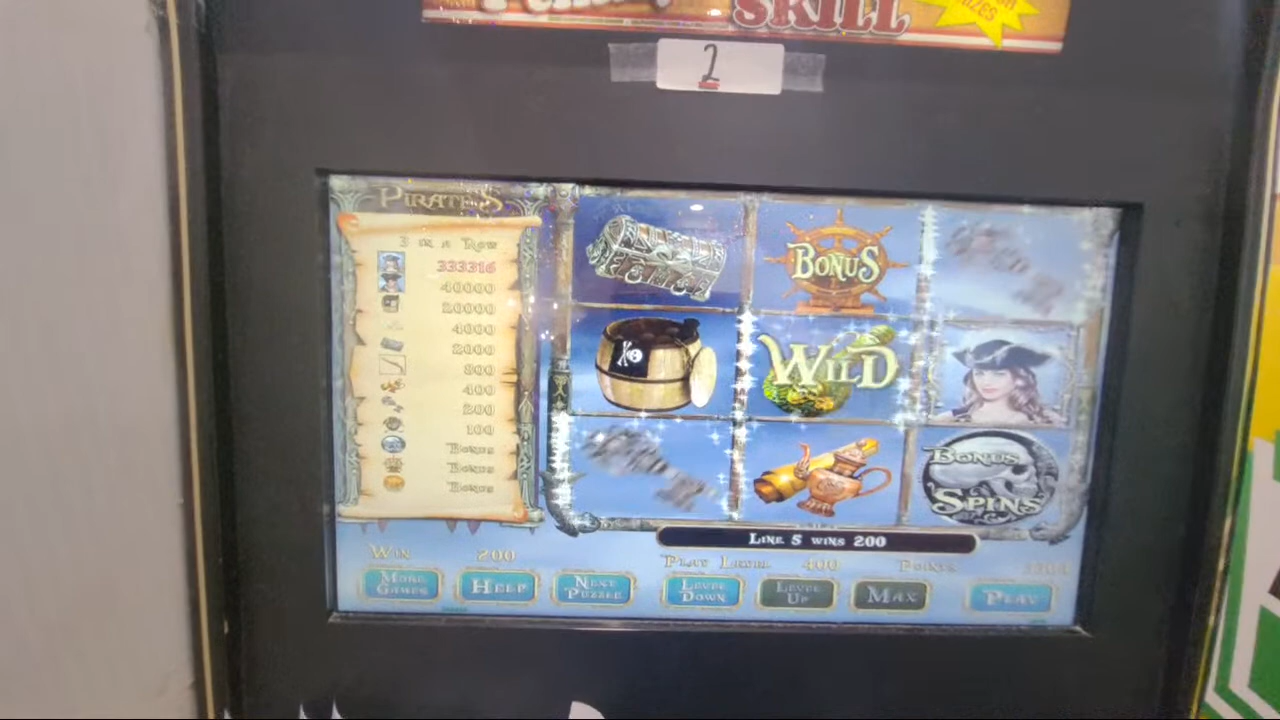 SKILL
2
PIRATE'S
3 IN A ROW
333316
40000
20000
4000
2000
800
400
200
100
BONUS
BONUS
BONUS
BONUS
WILD
BONUS
SPINS
LINE 5 WINS 200
WIN 200
PLAY LEVEL 400
POINTS
MORE
GAMES
HELP
NEXT
PUZZLE
LEVEL
DOWN
LEVEL
UP
MAX
PLAY